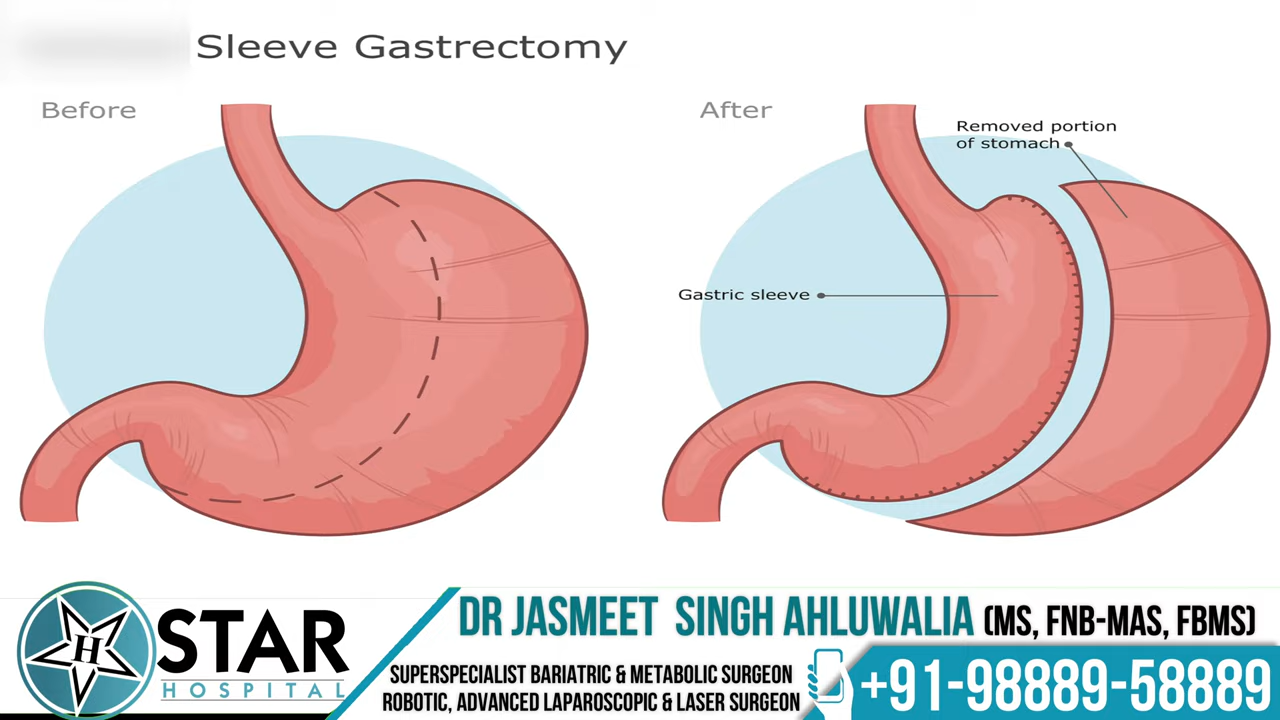 Sleeve Gastrectomy
Before
After
Removed portion
of stomach
Gastric sleeve
H
STAR
HOSPITAL
DR JASMEET SINGH AHLUWALIA (MS, FNB-MAS, FBMS)
SUPERSPECIALIST BARIATRIC & METABOLIC SURGEON
ROBOTIC, ADVANCED LAPAROSCOPIC & LASER SURGEON
+91-98889-58889